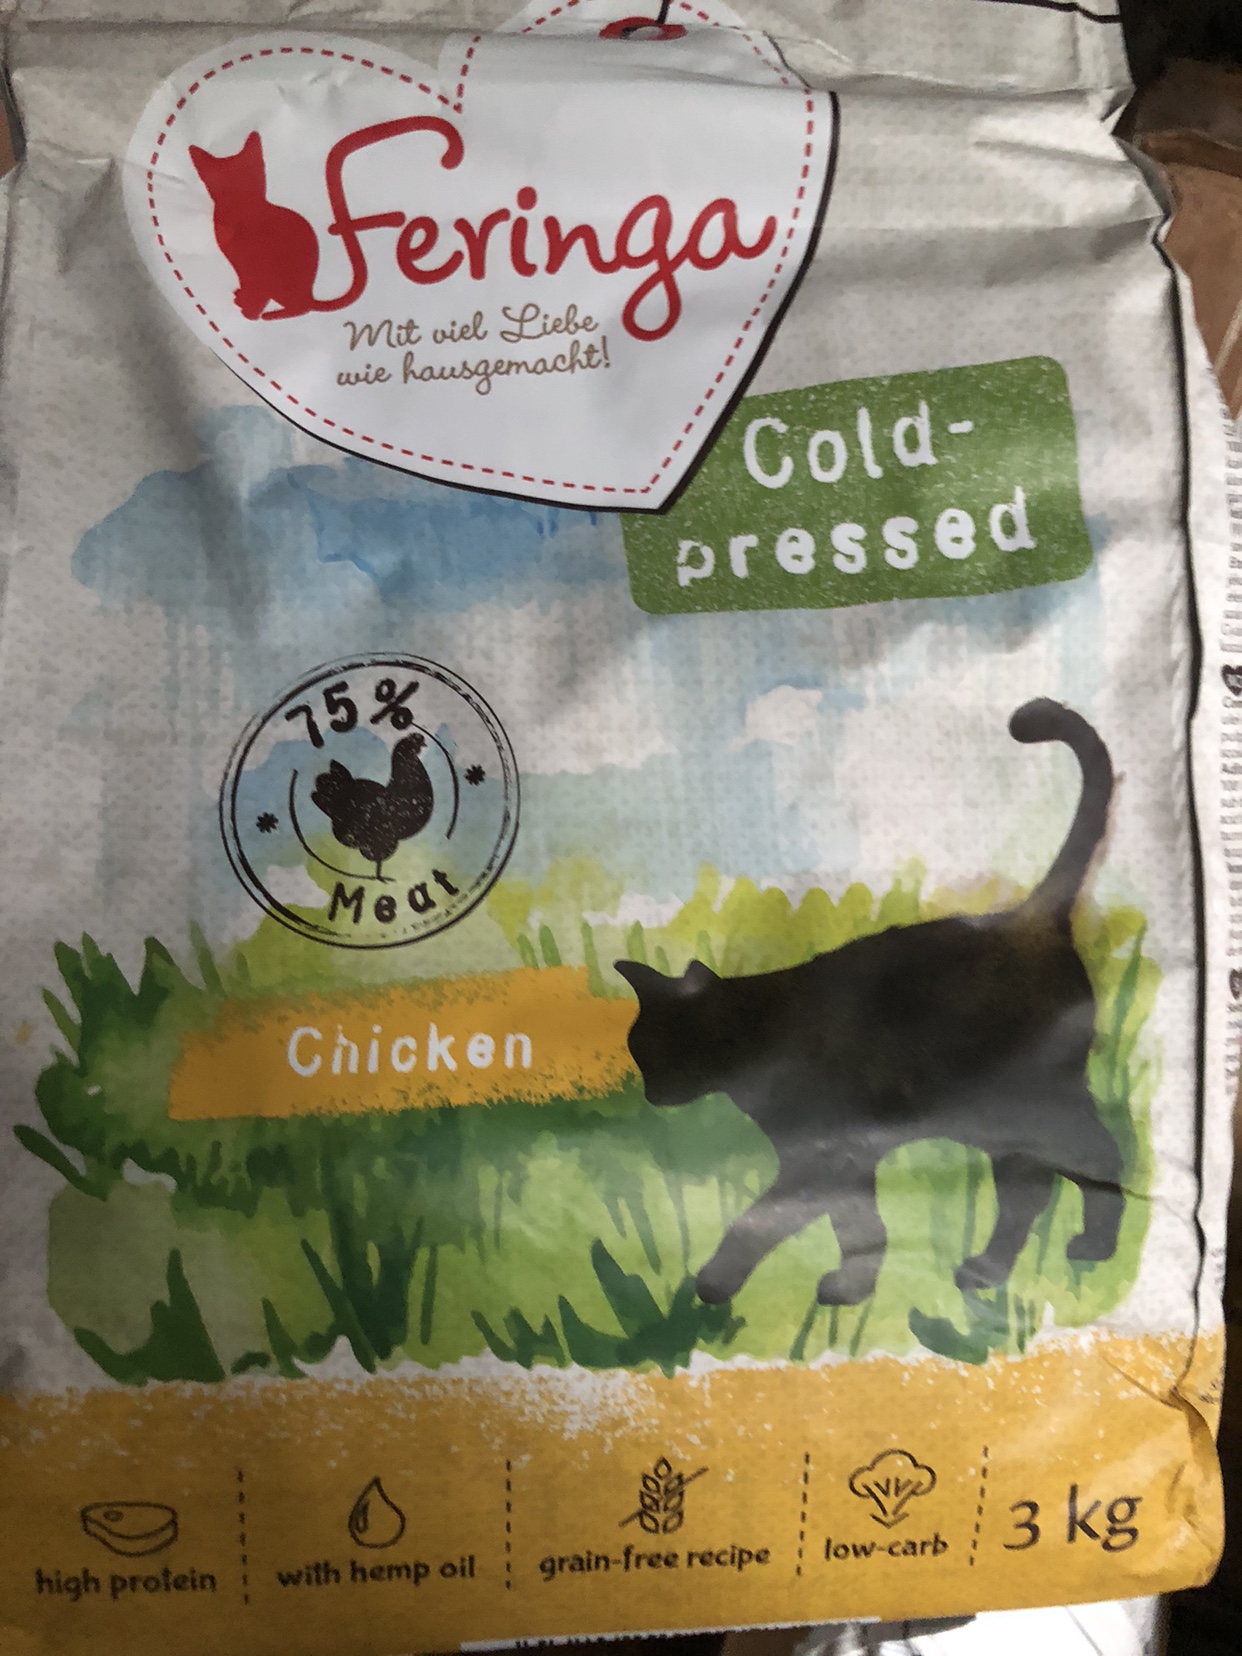 Feringa
Mit viel Liebe
wie hausgemacht!
Cold-
pressed
75%
Meat
Chicken
high protein
with hemp oil
grain-free recipe
low-carb
3 kg